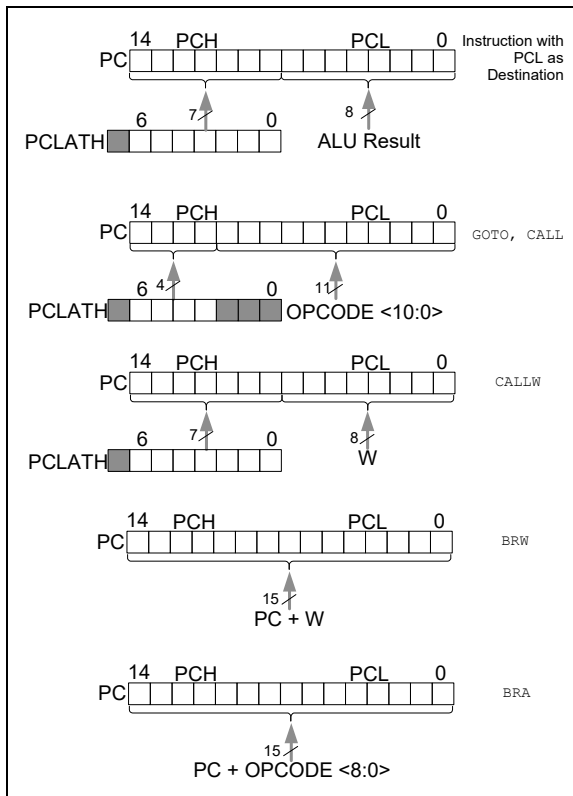 14 PCH PCL 0
Instruction with
PCL as
Destination
PC
7 8
6 0
PCLATH
ALU Result
14 PCH PCL 0
PC
GOTO, CALL
4 11
6 0
PCLATH
OPCODE <10:0>
14 PCH PCL 0
PC
CALLW
7 8
6 0
PCLATH
W
14 PCH PCL 0
PC
BRW
15
PC + W
14 PCH PCL 0
PC
BRA
15
PC + OPCODE <8:0>